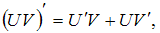 (UV)′ = U′V + UV′,